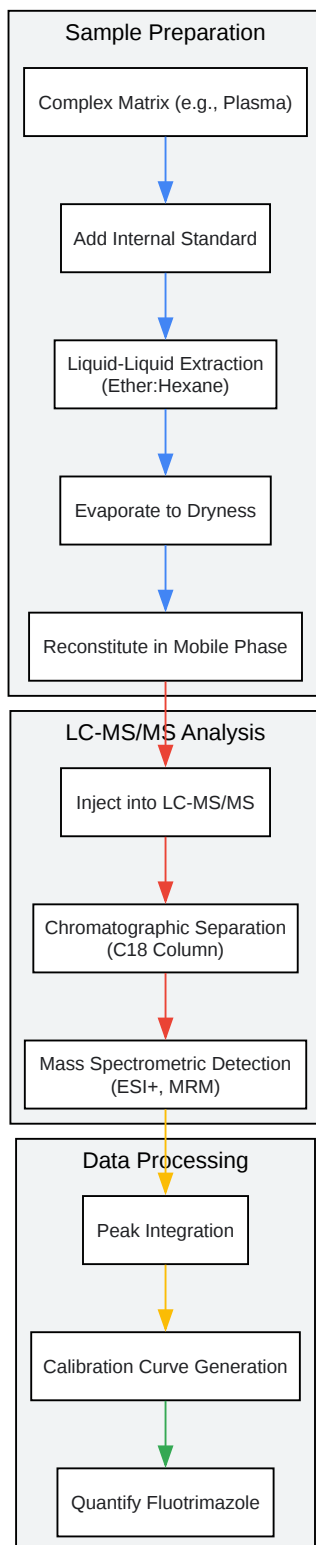 Sample Preparation
Complex Matrix (e.g., Plasma)
Add Internal Standard
Liquid-Liquid Extraction
(Ether:Hexane)
Evaporate to Dryness
Reconstitute in Mobile Phase
LC-MS/MS Analysis
Inject into LC-MS/MS
Chromatographic Separation
(C18 Column)
Mass Spectrometric Detection
(ESI+, MRM)
Data Processing
Peak Integration
Calibration Curve Generation
Quantify Fluotrimazole